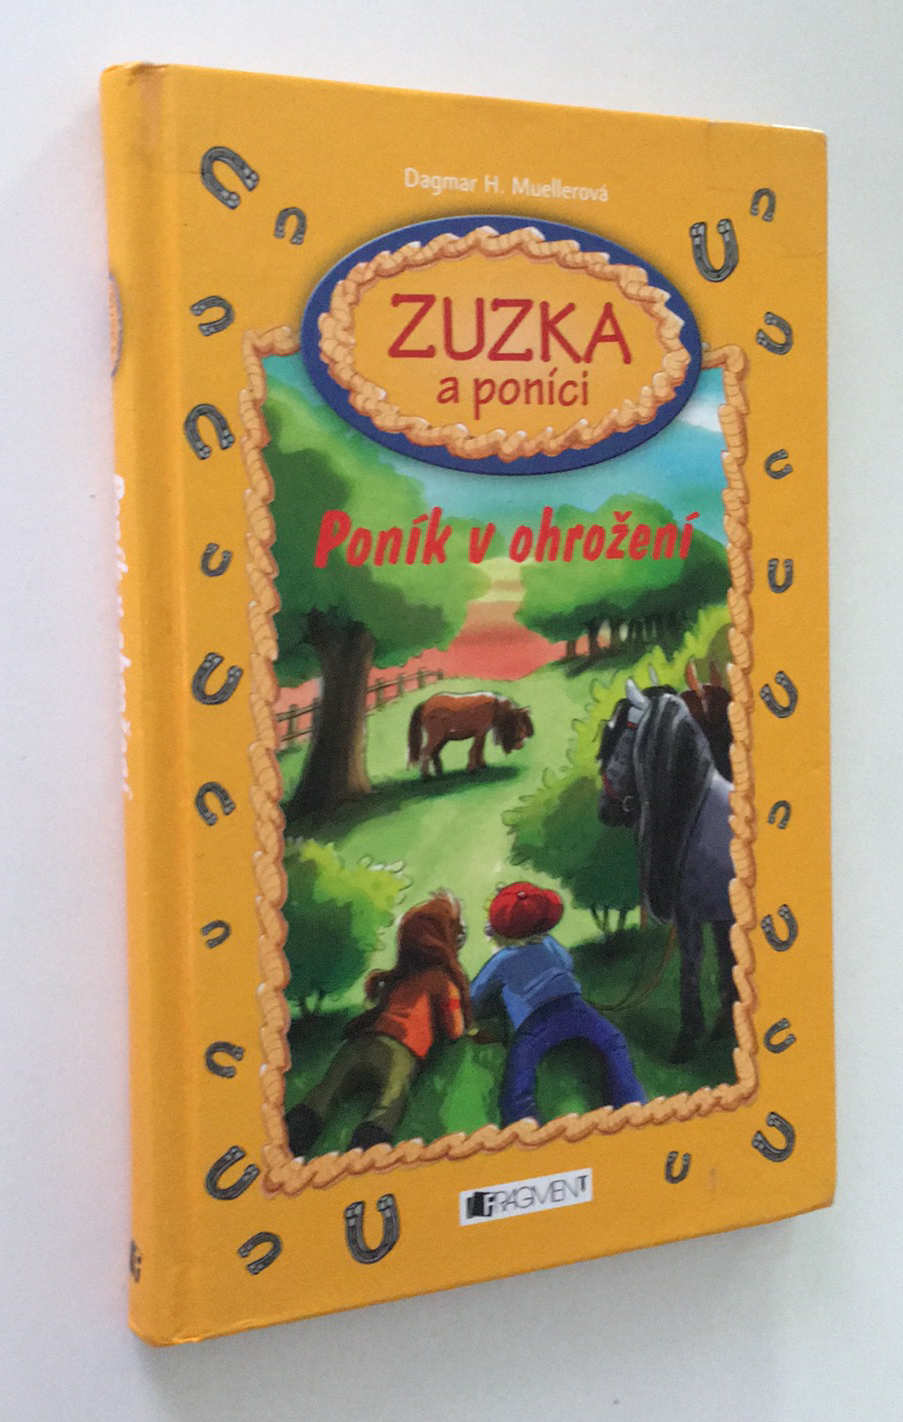 Dagmar H. Muellerová
ZUZKA
a poníci
Poník v ohrožení
FRAGMENT